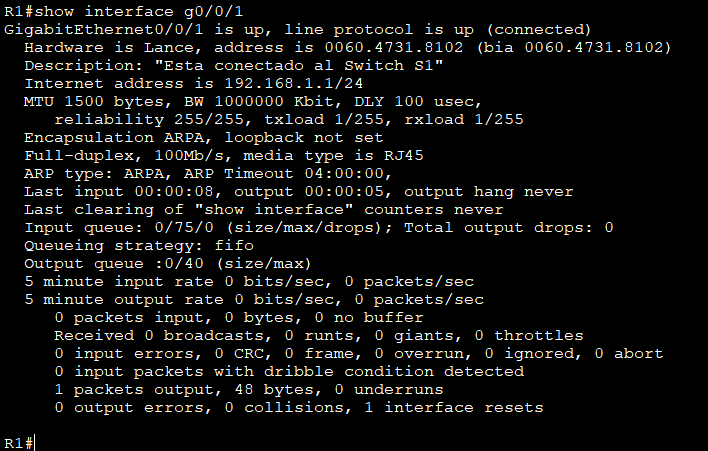 R1#show interface g0/0/1
GigabitEthernet0/0/1 is up, line protocol is up (connected)
Hardware is Lance, address is 0060.4731.8102 (bia 0060.4731.8102)
Description: "Esta conectado al Switch S1"
Internet address is 192.168.1.1/24
MTU 1500 bytes, BW 1000000 Kbit, DLY 100 usec,
reliability 255/255, txload 1/255, rxload 1/255
Encapsulation ARPA, loopback not set
Full-duplex, 100Mb/s, media type is RJ45
ARP type: ARPA, ARP Timeout 04:00:00,
Last input 00:00:08, output 00:00:05, output hang never
Last clearing of "show interface" counters never
Input queue: 0/75/0 (size/max/drops); Total output drops: 0
Queueing strategy: fifo
Output queue :0/40 (size/max)
5 minute input rate 0 bits/sec, 0 packets/sec
5 minute output rate 0 bits/sec, 0 packets/sec
0 packets input, 0 bytes, 0 no buffer
Received 0 broadcasts, 0 runts, 0 giants, 0 throttles
0 input errors, 0 CRC, 0 frame, 0 overrun, 0 ignored, 0 abort
0 input packets with dribble condition detected
1 packets output, 48 bytes, 0 underruns
0 output errors, 0 collisions, 1 interface resets
R1#